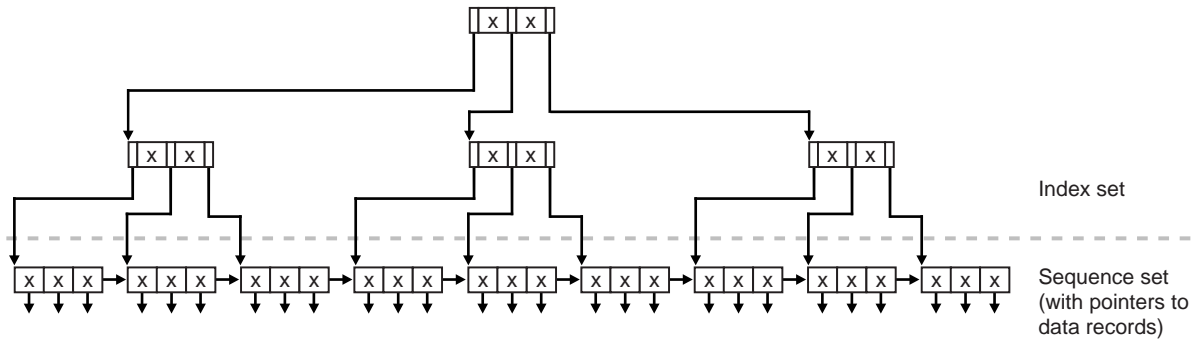 x x
x x x x x x
Index set
x x x x x x x x x x x x x x x x x x x x x x x x x x x
Sequence set
(with pointers to
data records)